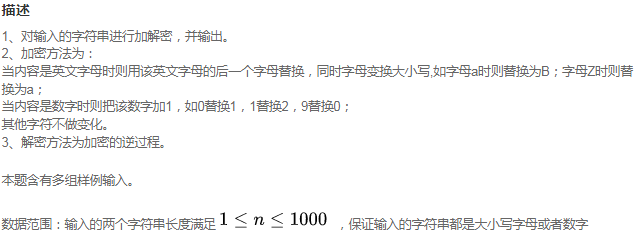 描述
1、对输入的字符串进行加解密，并输出。
2、加密方法为：
当内容是英文字母时则用该英文字母的后一个字母替换，同时字母变换大小写,如字母a时则替换为B；字母Z时则替
换为a；
当内容是数字时则把该数字加1，如0替换1，1替换2，9替换0；
其他字符不做变化。
3、解密方法为加密的逆过程。
本题含有多组样例输入。
数据范围：输入的两个字符串长度满足 1 ≤ n ≤ 1000 ，保证输入的字符串都是大小写字母或者数字